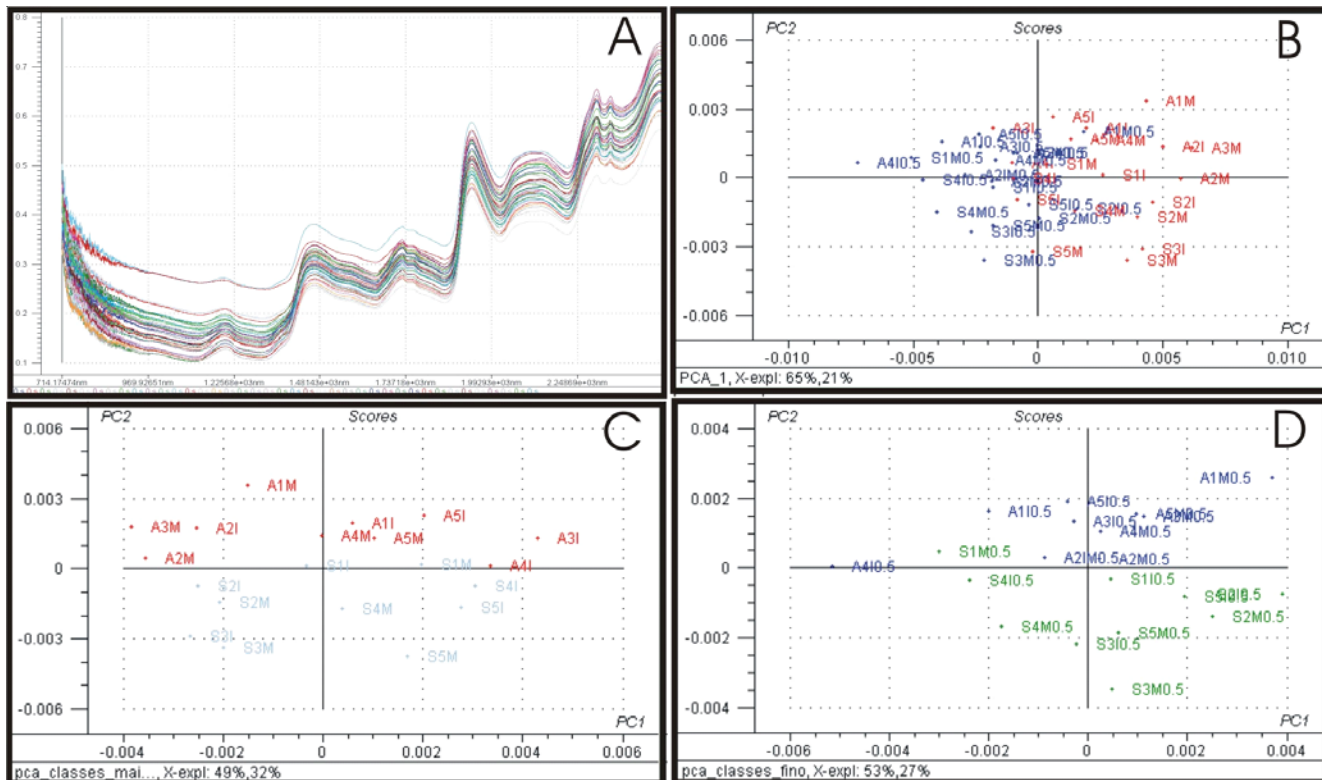 A
0.8
0.7
0.6
0.5
0.4
0.3
0.2
0.1
714.17474nm
969.92651nm
1.22568e+03nm
1.48143e+03nm
1.73718e+03nm
1.99293e+03nm
2.24869e+03nm
B
PC2
Scores
0.006
0.003
0
-0.003
-0.006
A1M
A5I
A3I
A5I0.5
A1M0.5
A1I0.5
A3I0.5
A4M
A2I
A3M
S1M0.5
S1M
A4I0.5
S1I
A2M
S4I0.5
S1I0.5
S5I
S5I0.5
S2I
S4M0.5
S2M0.5
S2M
S3I0.5
S5M0.5
S5M
S3I
S3M0.5
S3M
PC1
-0.010
-0.005
0
0.005
0.010
PCA_1, X-expl: 65%,21%
C
PC2
Scores
0.006
0.003
0
-0.003
-0.006
A1M
A3M
A2I
A1I
A5I
A4M
A5M
A3I
A2M
S1I
S1M
A4I
S2I
S4I
S2M
S4M
S5I
S3I
S3M
S5M
PC1
-0.004
-0.002
0
0.002
0.004
0.006
pca_classes_mai..., X-expl: 49%,32%
D
PC2
Scores
0.004
0.002
0
-0.002
-0.004
A1M0.5
A5I0.5
A1I0.5
A3I0.5
A5M0.5
A4M0.5
S1M0.5
A2I
M0.5
A2M0.5
A4I0.5
S4I0.5
S1I0.5
S2M0.5
S4M0.5
S5M0.5
S3I0.5
S3M0.5
PC1
-0.006
-0.004
-0.002
0
0.002
0.004
pca_classes_fino, X-expl: 53%,27%